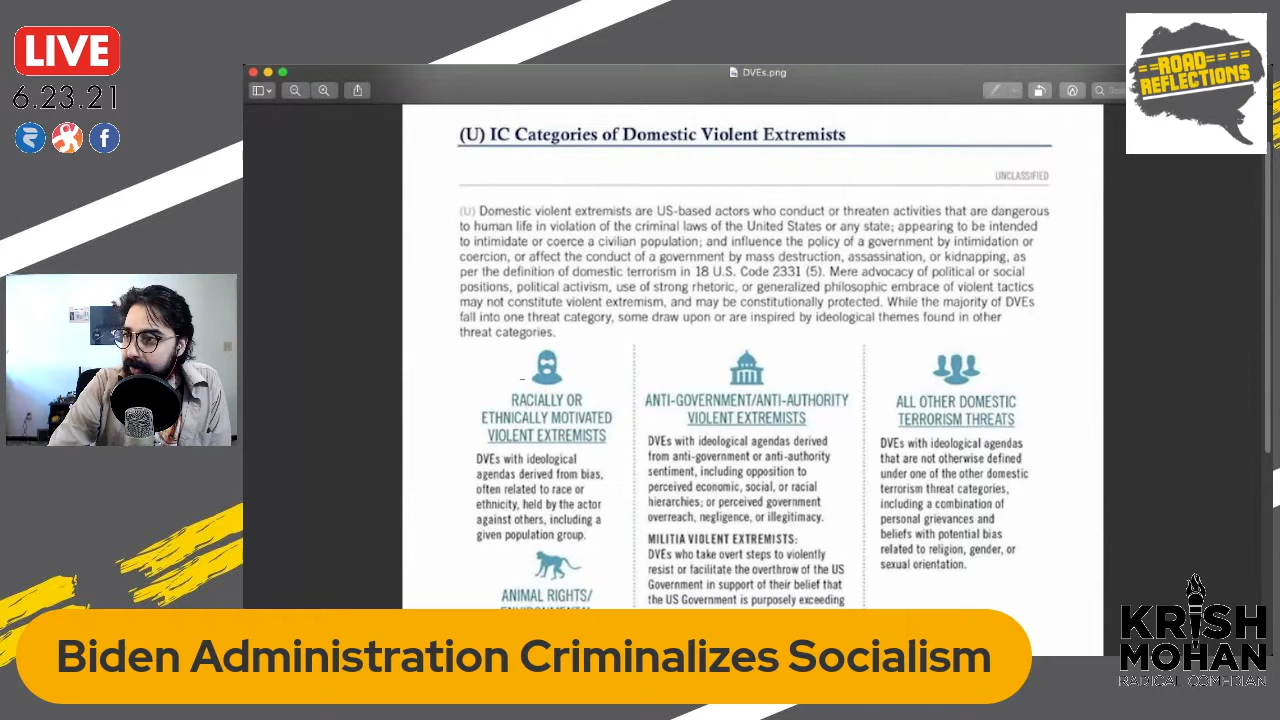 LIVE
6.23.21
DVEs.png
==ROAD====
REFLECTIONS
(U) IC Categories of Domestic Violent Extremists
UNCLASSIFIED
(U) Domestic violent extremists are US-based actors who conduct or threaten activities that are dangerous
to human life in violation of the criminal laws of the United States or any state; appearing to be intended
to intimidate or coerce a civilian population; and influence the policy of a government by intimidation or
coercion, or affect the conduct of a government by mass destruction, assassination, or kidnapping, as
per the definition of domestic terrorism in 18 U.S. Code 2331 (5). Mere advocacy of political or social
positions, political activism, use of strong rhetoric, or generalized philosophic embrace of violent tactics
may not constitute violent extremism, and may be constitutionally protected. While the majority of DVEs
fall into one threat category, some draw upon or are inspired by ideological themes found in other
threat categories.
RACIALLY OR
ETHNICALLY MOTIVATED
VIOLENT EXTREMISTS
DVEs with ideological
agendas derived from bias,
often related to race or
ethnicity, held by the actor
against others, including a
given population group.
ANIMAL RIGHTS/
ANTI-GOVERNMENT/ANTI-AUTHORITY
VIOLENT EXTREMISTS
DVEs with ideological agendas derived
from anti-government or anti-authority
sentiment, including opposition to
perceived economic, social, or racial
hierarchies; or perceived government
overreach, negligence, or illegitimacy.
MILITIA VIOLENT EXTREMISTS:
DVEs who take overt steps to violently
resist or facilitate the overthrow of the US
Government in support of their belief that
the US Government is purposely exceeding
ALL OTHER DOMESTIC
TERRORISM THREATS
DVEs with ideological agendas
that are not otherwise defined
under one of the other domestic
terrorism threat categories,
including a combination of
personal grievances and
beliefs with potential bias
related to religion, gender, or
sexual orientation.
Biden Administration Criminalizes Socialism
KRISH
MOHAN
RADICAL COMEDIAN